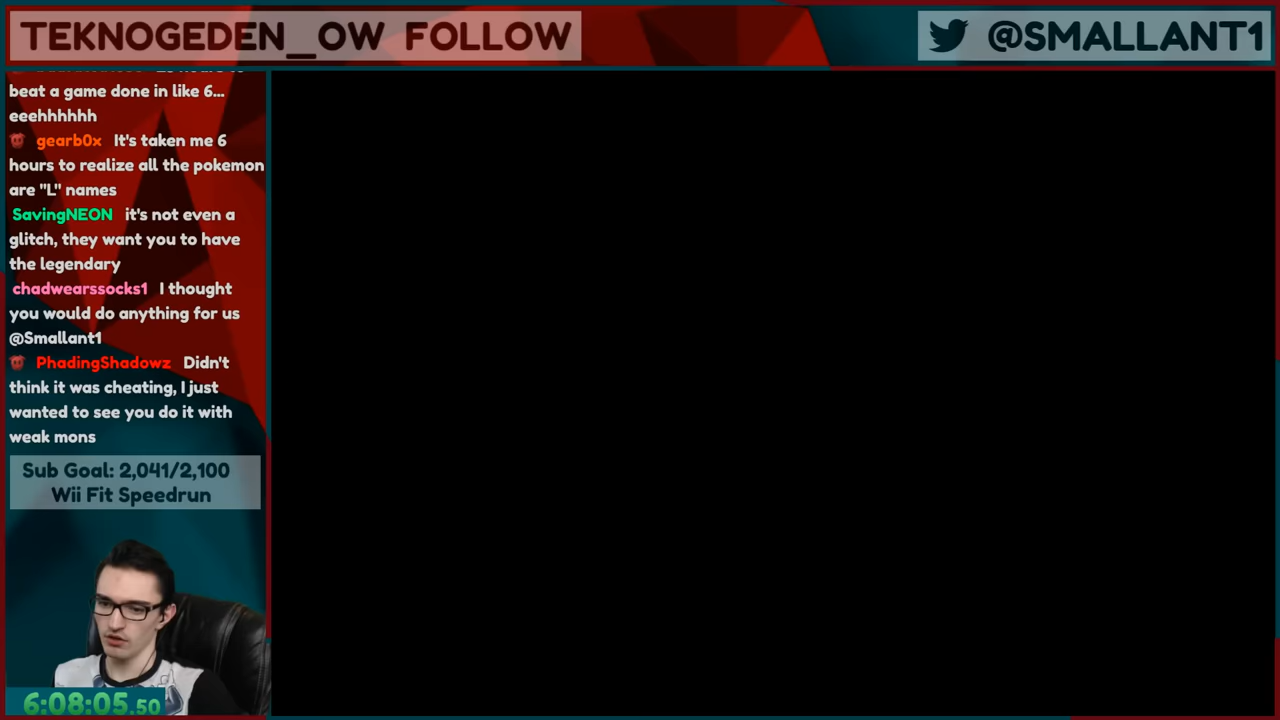 TEKNOGEDEN_OW FOLLOW
@SMALLANT1
beat a game done in like 6...
eeehhhhhh
gearb0x It's taken me 6
hours to realize all the pokemon
are "L" names
SavingNEON it's not even a
glitch, they want you to have
the legendary
chadwearssocks1 I thought
you would do anything for us
@Smallant1
PhadingShadowz Didn't
think it was cheating, I just
wanted to see you do it with
weak mons
Sub Goal: 2,041/2,100
Wii Fit Speedrun
6:08:05.50